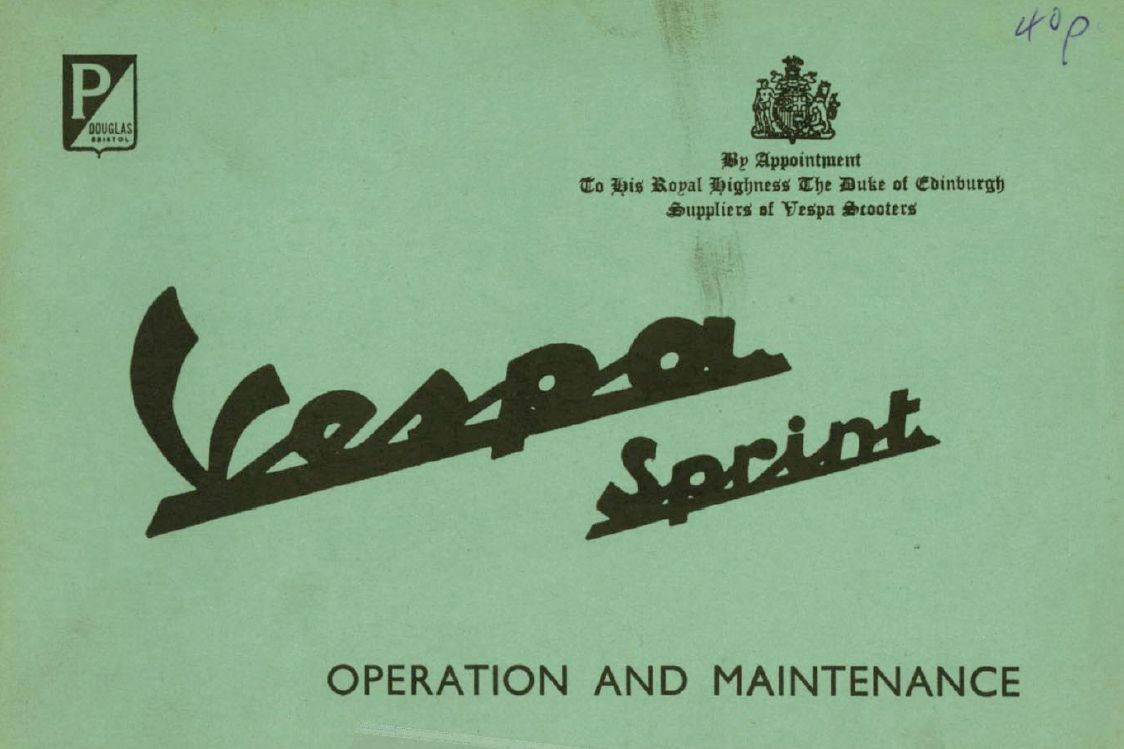 40p
P
DOUGLAS
BRISTOL
By Appointment
To His Royal Highness The Duke of Edinburgh
Suppliers of Vespa Scooters
Vespa
Sprint
OPERATION AND MAINTENANCE